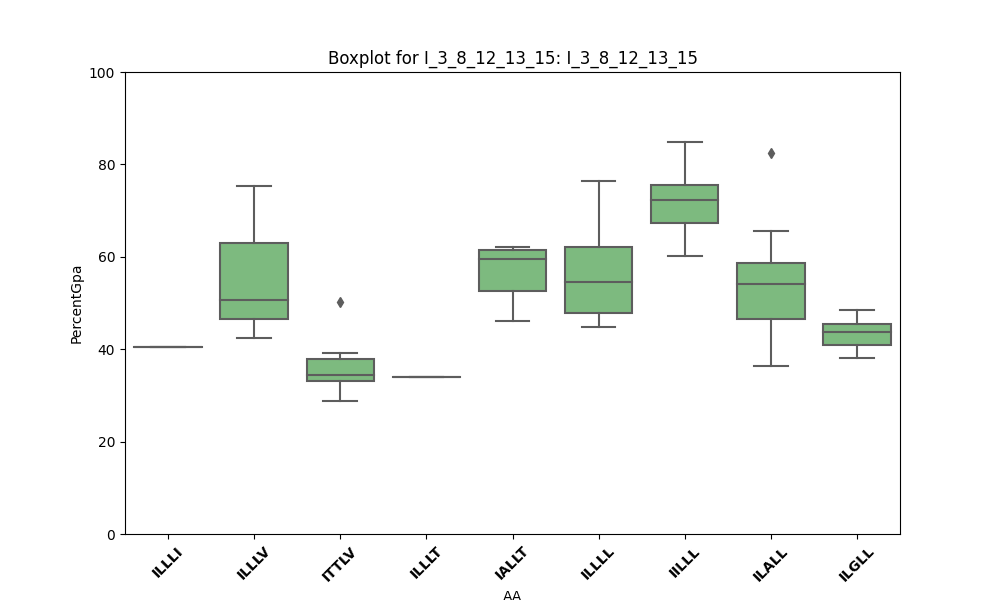 Boxplot for I_3_8_12_13_15: I_3_8_12_13_15
100
80
60
40
20
0
PercentGpa
ILLLI
ILLLV
ITTLV
ILLLT
IALLT
ILLLL
IILLL
ILALL
ILGLL
AA